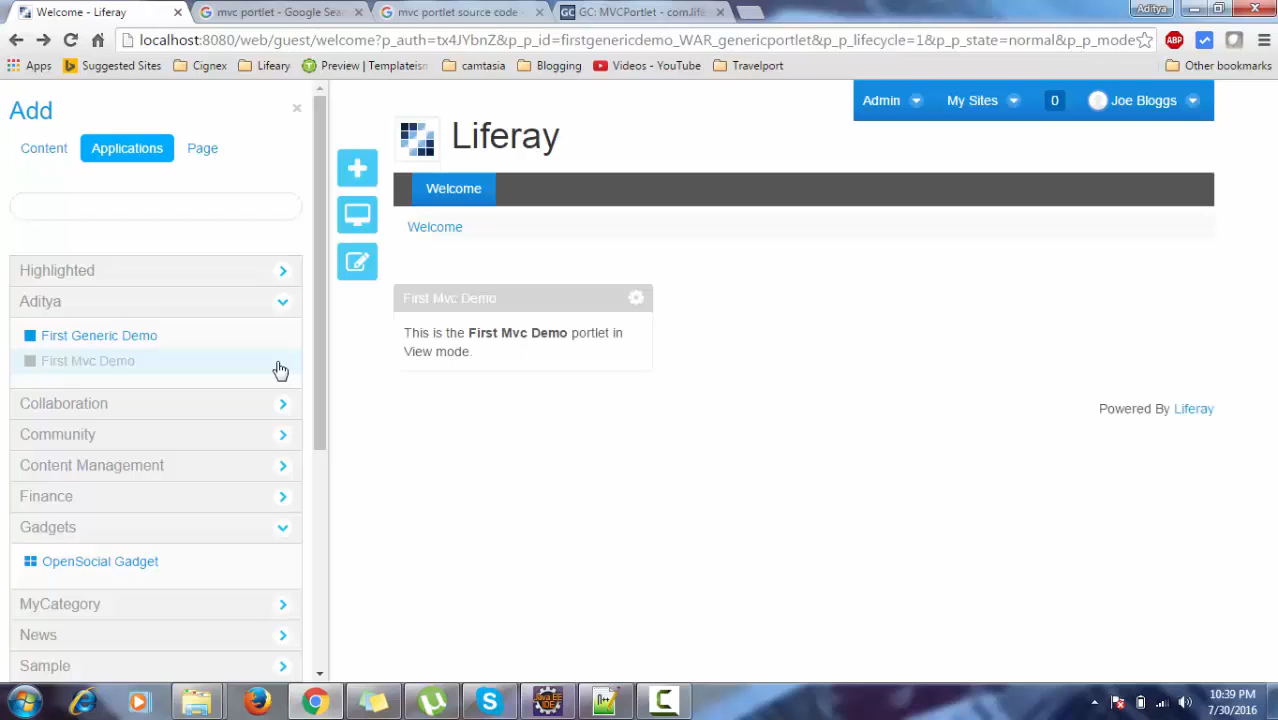 Welcome - Liferay
mvc portlet - Google Sea
mvc portlet source code
GC: MVCPortlet - com.life
Aditya
localhost:8080/web/guest/welcome?p_auth=tx4JYbnZ&p_p_id=firstgenericdemo_WAR_genericportlet&p_p_lifecycle=1&p_p_state=normal&p_p_mode
ABP
Apps
Suggested Sites
Cignex
Lifeary
Preview | Templateism
camtasia
Blogging
Videos - YouTube
Travelport
Other bookmarks
Add
Content
Applications
Page
Highlighted
Aditya
First Generic Demo
First Mvc Demo
Collaboration
Community
Content Management
Finance
Gadgets
OpenSocial Gadget
MyCategory
News
Sample
Admin
My Sites
0
Joe Bloggs
Liferay
Welcome
Welcome
First Mvc Demo
This is the First Mvc Demo portlet in
View mode.
Powered By Liferay
10:39 PM
7/30/2016